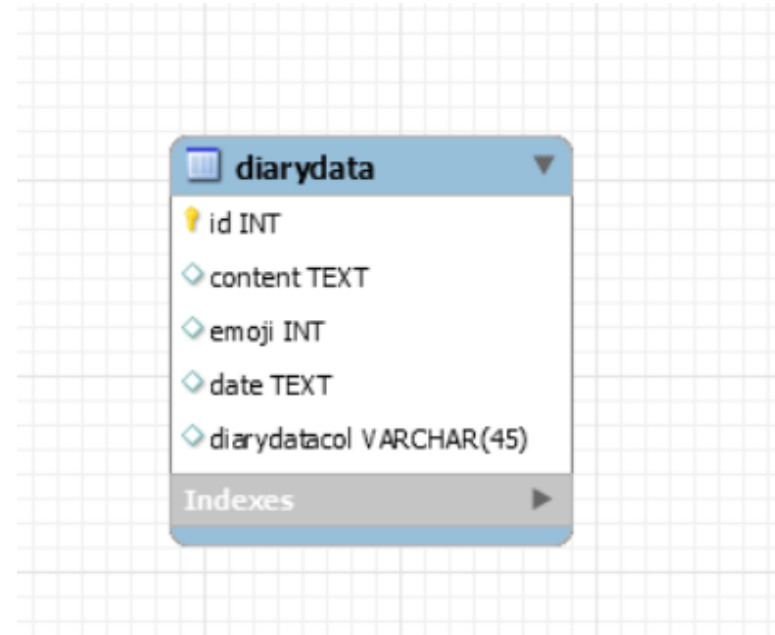 diarydata
id INT
content TEXT
emoji INT
date TEXT
diarydatacol VARCHAR(45)
Indexes